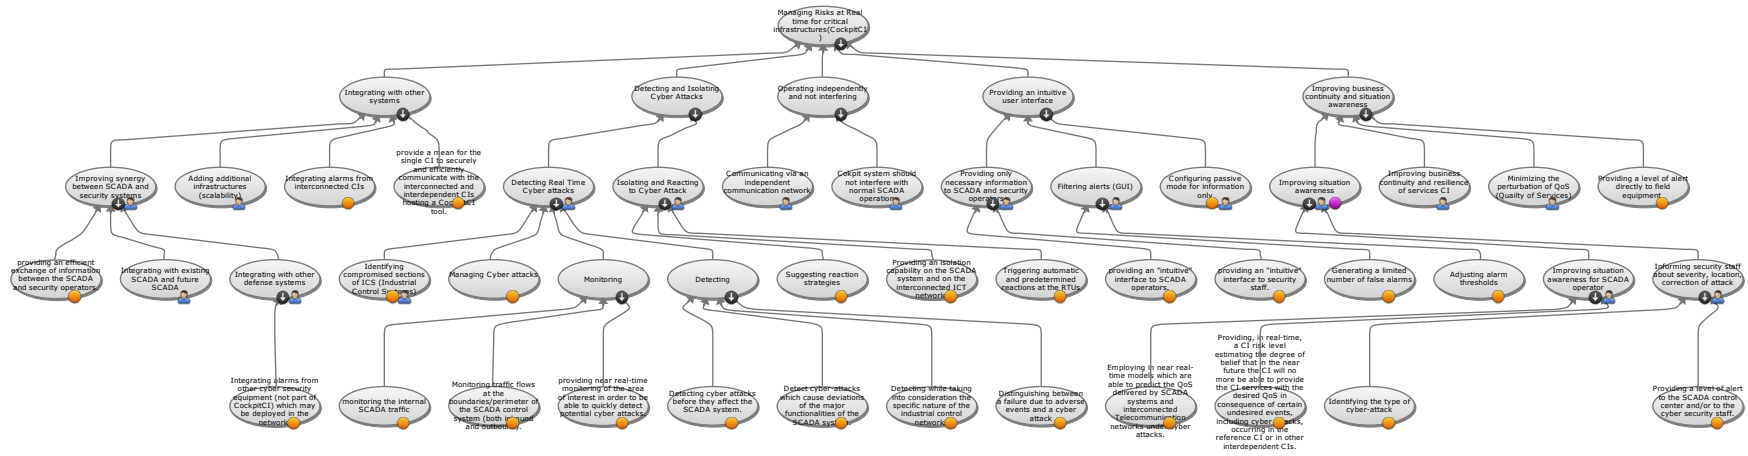 Managing Risks at Real
time for critical
infrastructures(CockpitCI
)
Integrating with other
systems
Detecting and Isolating
Cyber Attacks
Operating independently
and not interfering
Providing an intuitive
user interface
Improving business
continuity and situation
awareness
Improving synergy
between SCADA and
security systems
Adding additional
infrastructures
(scalability)
Integrating alarms from
interconnected CIs
provide a mean for the
single CI to securely
and efficiently
communicate with the
interconnected and
interdependent CIs
hosting a CockpitCI
tool.
Detecting Real Time
Cyber attacks
Isolating and Reacting
to Cyber Attack
Communicating via an
independent
communication network
Cokpit system should
not interfere with
normal SCADA
operation
Providing only
necessary information
to SCADA and security
operators
Filtering alerts (GUI)
Configuring passive
mode for information
only
Improving situation
awareness
Improving business
continuity and resilience
of services CI
Minimizing the
perturbation of QoS
(Quailty of Services)
Providing a level of alert
directly to field
equipment
providing an efficient
exchange of information
between the SCADA
and security operators
Integrating with existing
SCADA and future
SCADA
Integrating with other
defense systems
Identifying
compromised sections
of ICS (Industrial
Control Systems)
Managing Cyber attacks
Monitoring
Detecting
Suggesting reaction
strategies
Providing an isolation
capability on the SCADA
system and on the
interconnected ICT
network
Triggering automatic
and predetermined
reactions at the RTUs
providing an "intuitive"
interface to SCADA
operators.
providing an "intuitive"
interface to security
staff.
Generating a limited
number of false alarms
Adjusting alarm
thresholds
Improving situation
awareness for SCADA
operator
Informing security staff
about severity, location,
correction of attack
Integrating alarms from
other cyber security
equipment (not part of
CockpitCI) which may
be deployed in the
network
monitoring the internal
SCADA traffic
Monitoring traffic flows
at the
boundaries/perimeter of
the SCADA control
system (both inbound
and outbound).
providing near real-time
monitoring of the area
of interest in order to be
able to quickly detect
potential cyber attacks.
Detecting cyber attacks
before they affect the
SCADA system.
Detect cyber-attacks
which cause deviations
of the major
functionalities of the
SCADA system.
Detecting while taking
into consideration the
specific nature of the
industrial control
network
Distinguishing between
a failure due to adverse
events and a cyber
attack
Employing in near real-
time models which are
able to predict the QoS
delivered by SCADA
systems and
interconnected
Telecommunication
networks under cyber
attacks.
Providing, in real-time,
a CI risk level
estimating the degree of
belief that in the near
future the CI will no
more be able to provide
the CI services with the
desired QoS in
consequence of certain
undesired events,
including cyber attacks,
occurring in the
reference CI or in other
interdependent CIs.
Identifying the type of
cyber-attack
Providing a level of alert
to the SCADA control
center and/or to the
cyber security staff.